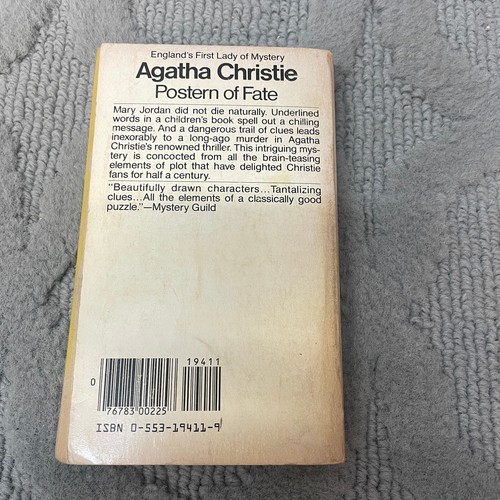 England's First Lady of Mystery
Agatha Christie
Postern of Fate
Mary Jordan did not die naturally. Underlined
words in a children's book spell out a chilling
message. And a dangerous trail of clues leads
inexorably to a long-ago murder in Agatha
Christie's renowned thriller. This intriguing mys-
tery is concocted from all the brain-teasing
elements of plot that have delighted Christie
fans for half a century.
"Beautifully drawn characters...Tantalizing
clues...All the elements of a classically good
puzzle."—Mystery Guild
19411
0
76783 00225
ISBN 0-553-19411-9